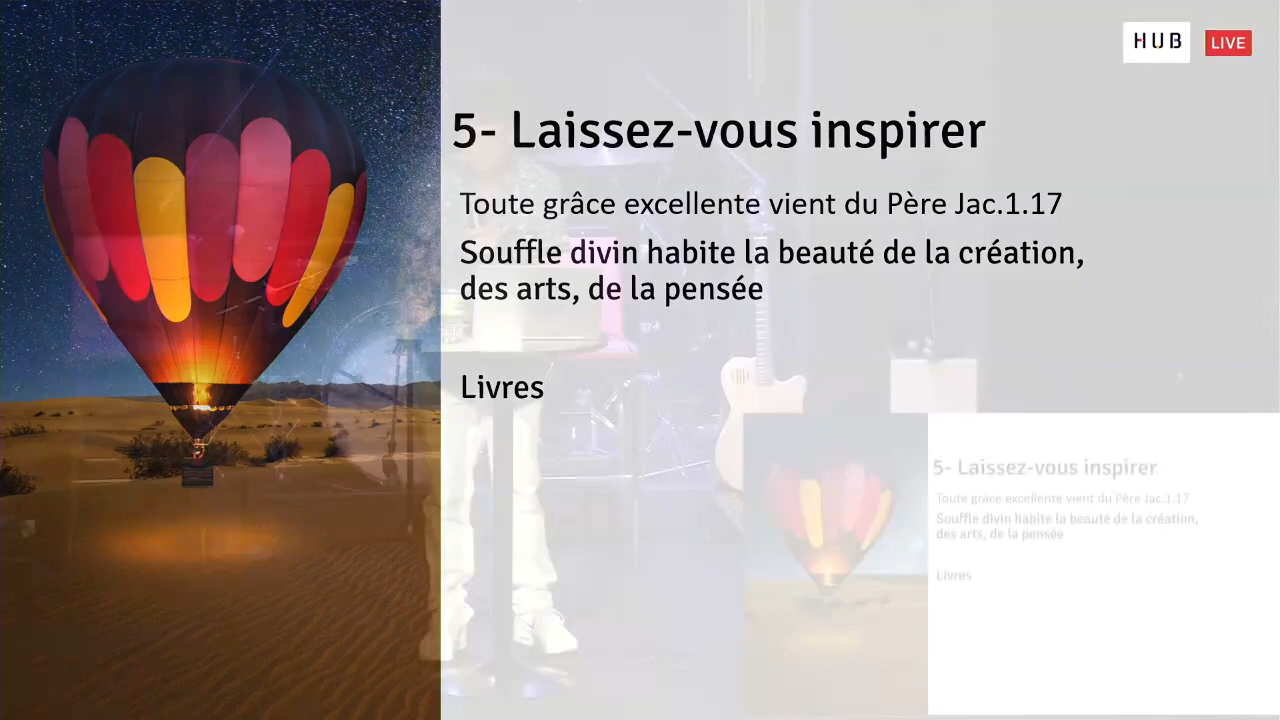 HUB LIVE
5- Laissez-vous inspirer
Toute grâce excellente vient du Père Jac.1.17
Souffle divin habite la beauté de la création,
des arts, de la pensée
Livres
5- Laissez-vous inspirer
Toute grâce excellente vient du Père Jac.1.17
Souffle divin habite la beauté de la création,
des arts, de la pensée
Livres